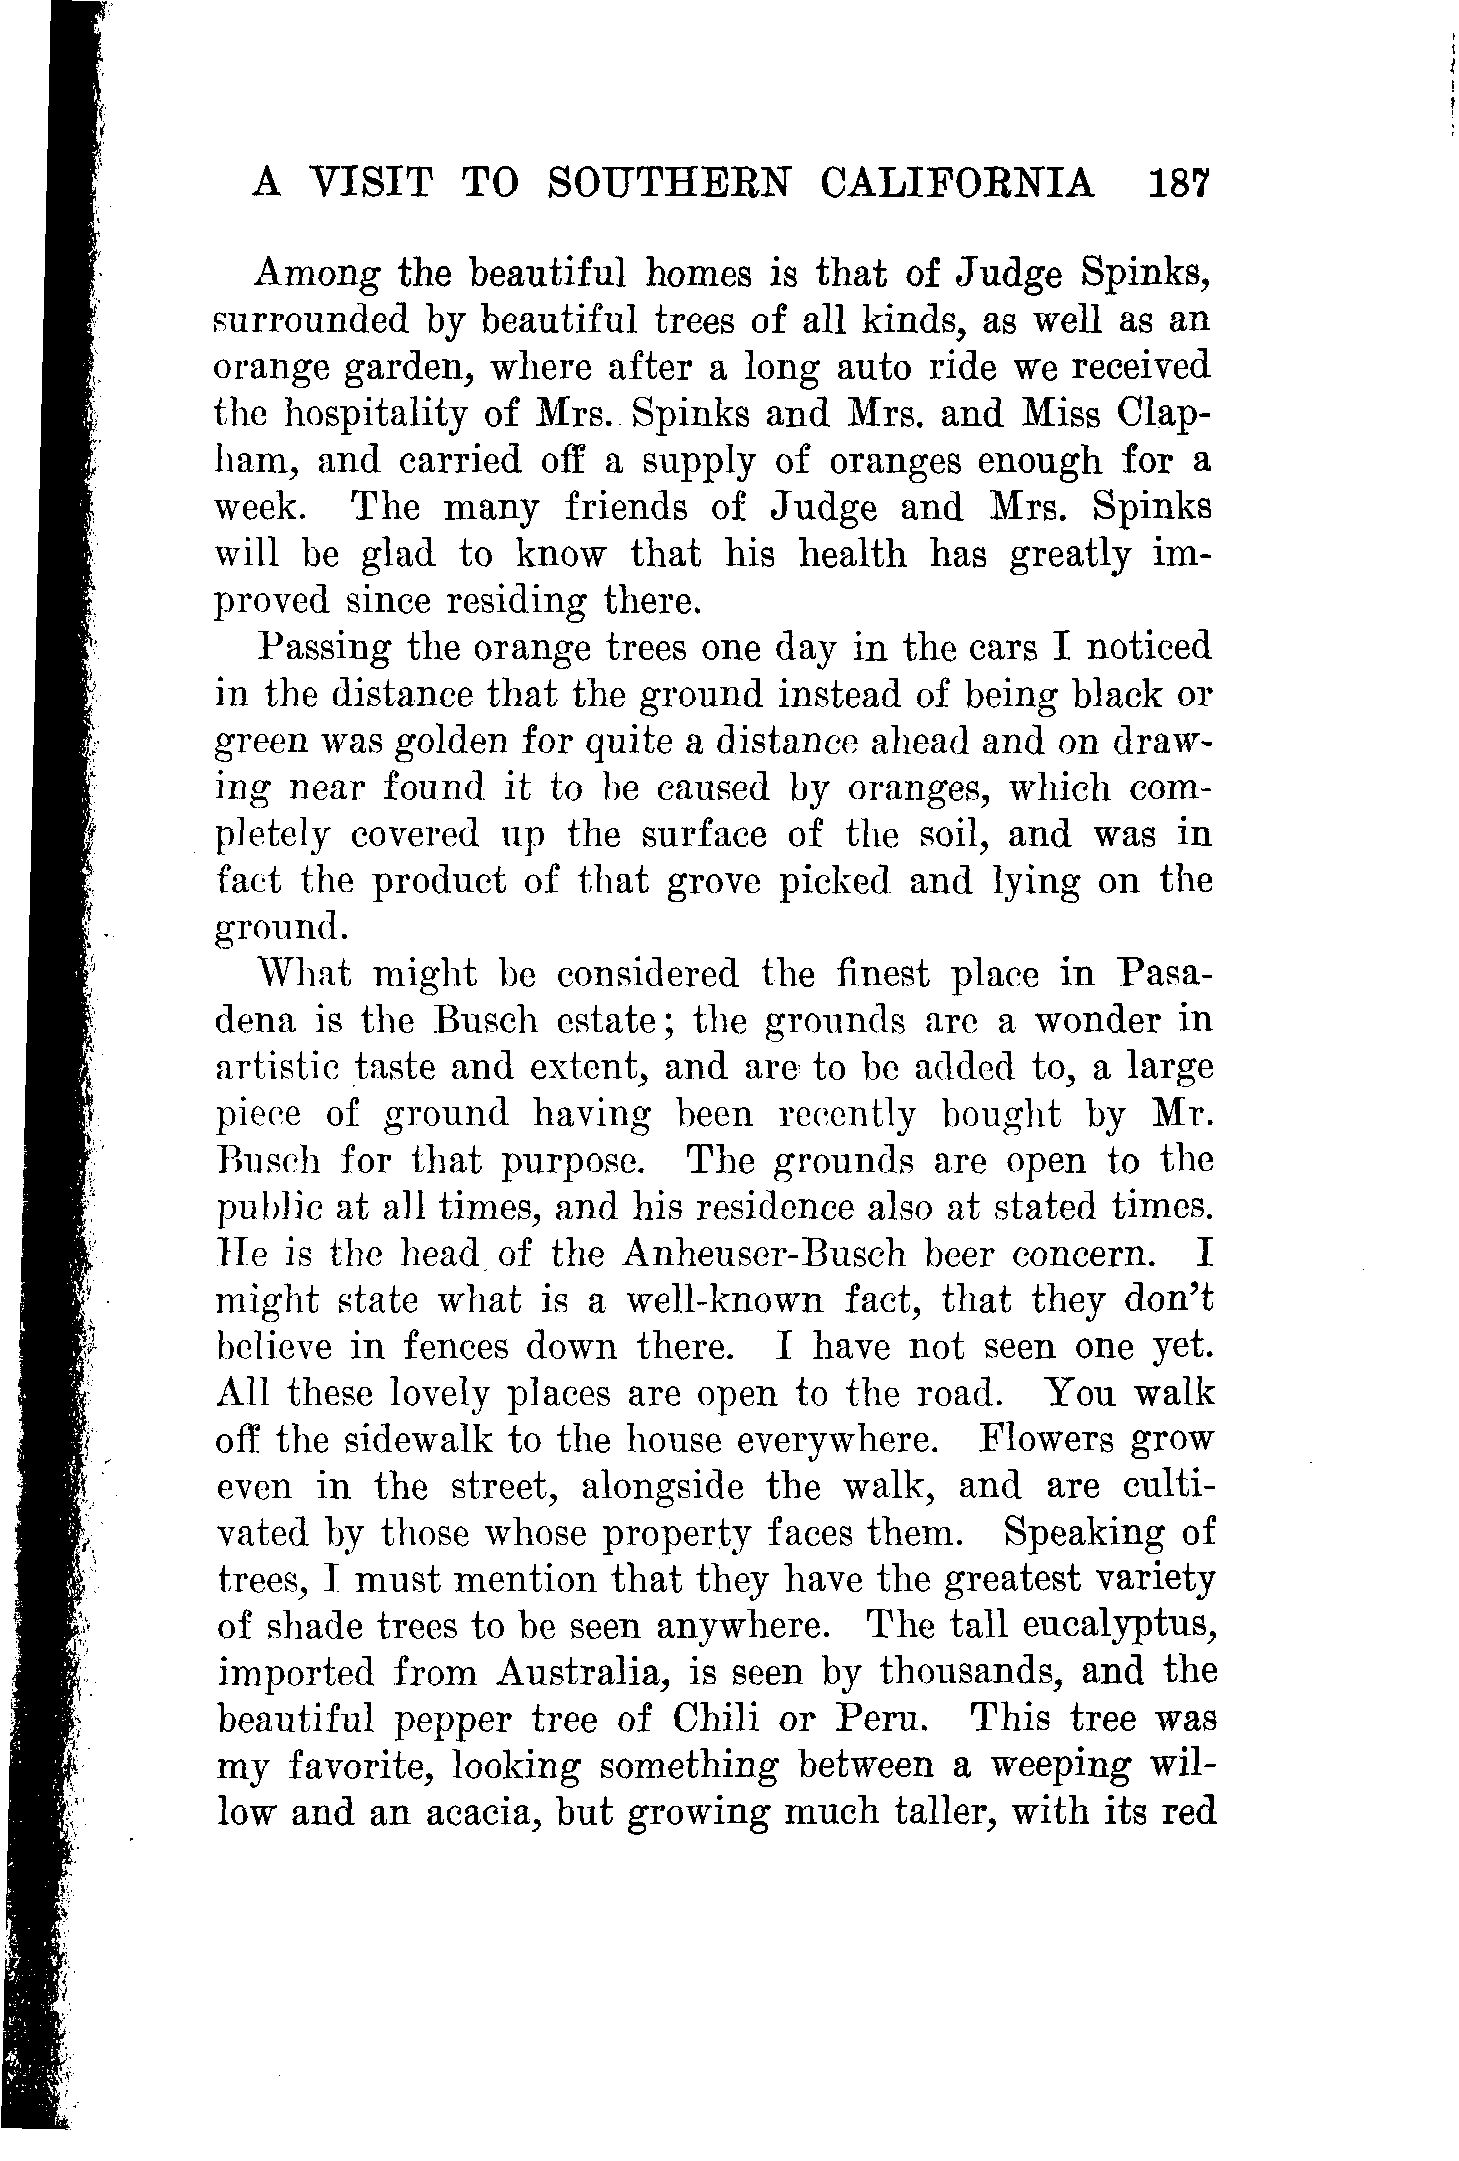 A VISIT TO SOUTHERN CALIFORNIA 187
Among the beautiful homes is that of Judge Spinks,
surrounded by beautiful trees of all kinds, as well as an
orange garden, where after a long auto ride we received
the hospitality of Mrs. Spinks and Mrs. and Miss Clap-
ham, and carried off a supply of oranges enough for a
week. The many friends of Judge and Mrs. Spinks
will be glad to know that his health has greatly im-
proved since residing there.
Passing the orange trees one day in the cars I noticed
in the distance that the ground instead of being black or
green was golden for quite a distance ahead and on draw-
ing near found it to be caused by oranges, which com-
pletely covered up the surface of the soil, and was in
fact the product of that grove picked and lying on the
ground.
What might be considered the finest place in Pasa-
dena is the Busch estate; the grounds are a wonder in
artistic taste and extent, and are to be added to, a large
piece of ground having been recently bought by Mr.
Busch for that purpose. The grounds are open to the
public at all times, and his residence also at stated times.
He is the head of the Anheuser-Busch beer concern. I
might state what is a well-known fact, that they don't
believe in fences down there. I have not seen one yet.
All these lovely places are open to the road. You walk
off the sidewalk to the house everywhere. Flowers grow
even in the street, alongside the walk, and are culti-
vated by those whose property faces them. Speaking of
trees, I must mention that they have the greatest variety
of shade trees to be seen anywhere. The tall eucalyptus,
imported from Australia, is seen by thousands, and the
beautiful pepper tree of Chili or Peru. This tree was
my favorite, looking something between a weeping wil-
low and an acacia, but growing much taller, with its red